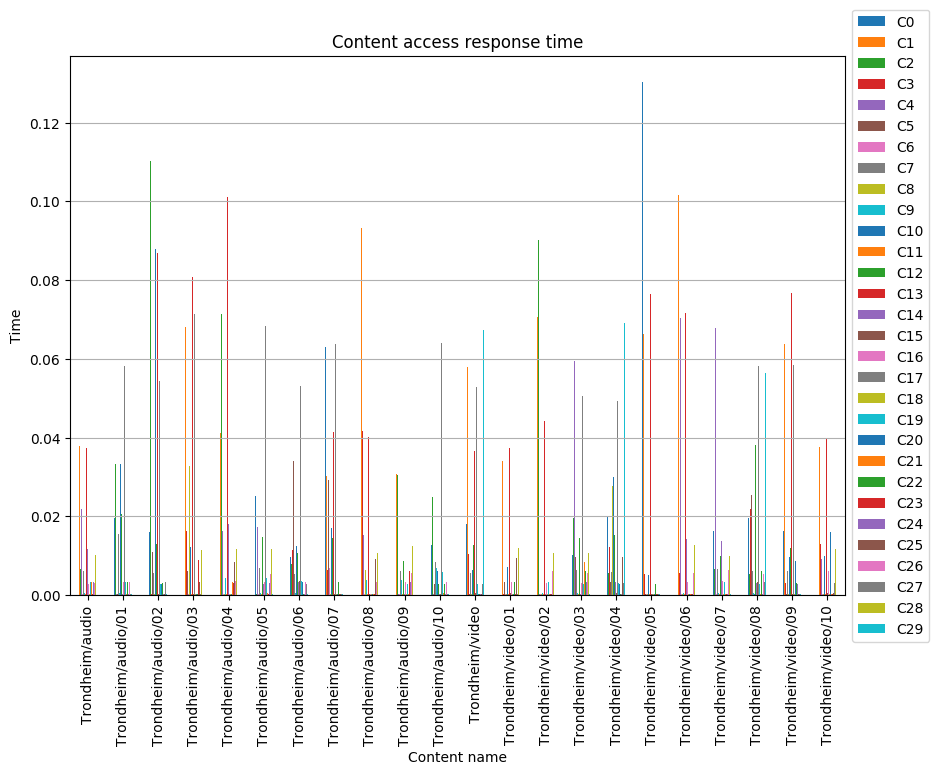 Content access response time
Time
0.12
0.10
0.08
0.06
0.04
0.02
0.00
Trondheim/audio
Trondheim/audio/01
Trondheim/audio/02
Trondheim/audio/03
Trondheim/audio/04
Trondheim/audio/05
Trondheim/audio/06
Trondheim/audio/07
Trondheim/audio/08
Trondheim/audio/09
Trondheim/audio/10
Trondheim/video
Trondheim/video/01
Trondheim/video/02
Trondheim/video/03
Trondheim/video/04
Trondheim/video/05
Trondheim/video/06
Trondheim/video/07
Trondheim/video/08
Trondheim/video/09
Trondheim/video/10
Content name
C0
C1
C2
C3
C4
C5
C6
C7
C8
C9
C10
C11
C12
C13
C14
C15
C16
C17
C18
C19
C20
C21
C22
C23
C24
C25
C26
C27
C28
C29